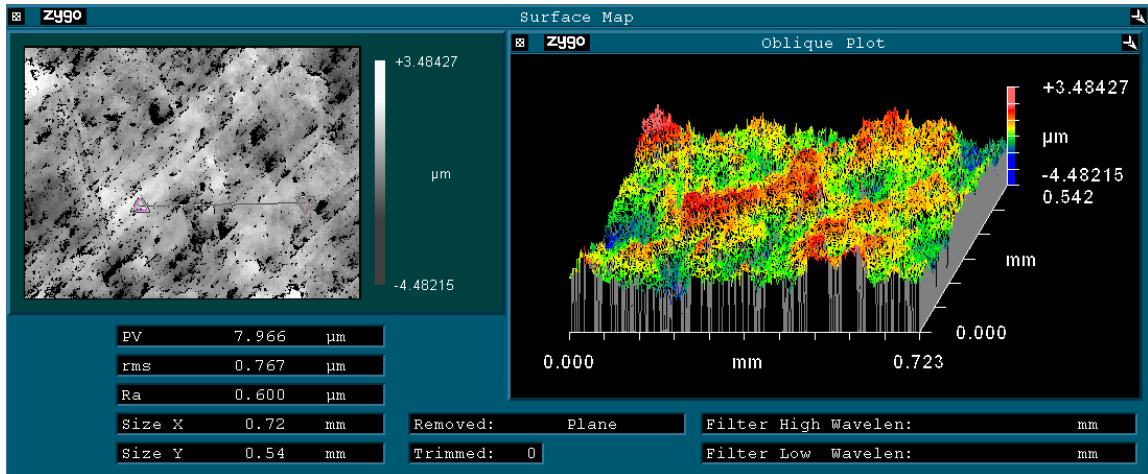 zygo Surface Map
+3.48427
µm
-4.48215
zygo Oblique Plot
+3.48427
µm
-4.48215
0.542
mm
0.000
0.000 mm 0.723
PV 7.966 µm
rms 0.767 µm
Ra 0.600 µm
Size X 0.72 mm
Size Y 0.54 mm
Removed: Plane
Trimmed: 0
Filter High Wavelen: mm
Filter Low Wavelen: mm